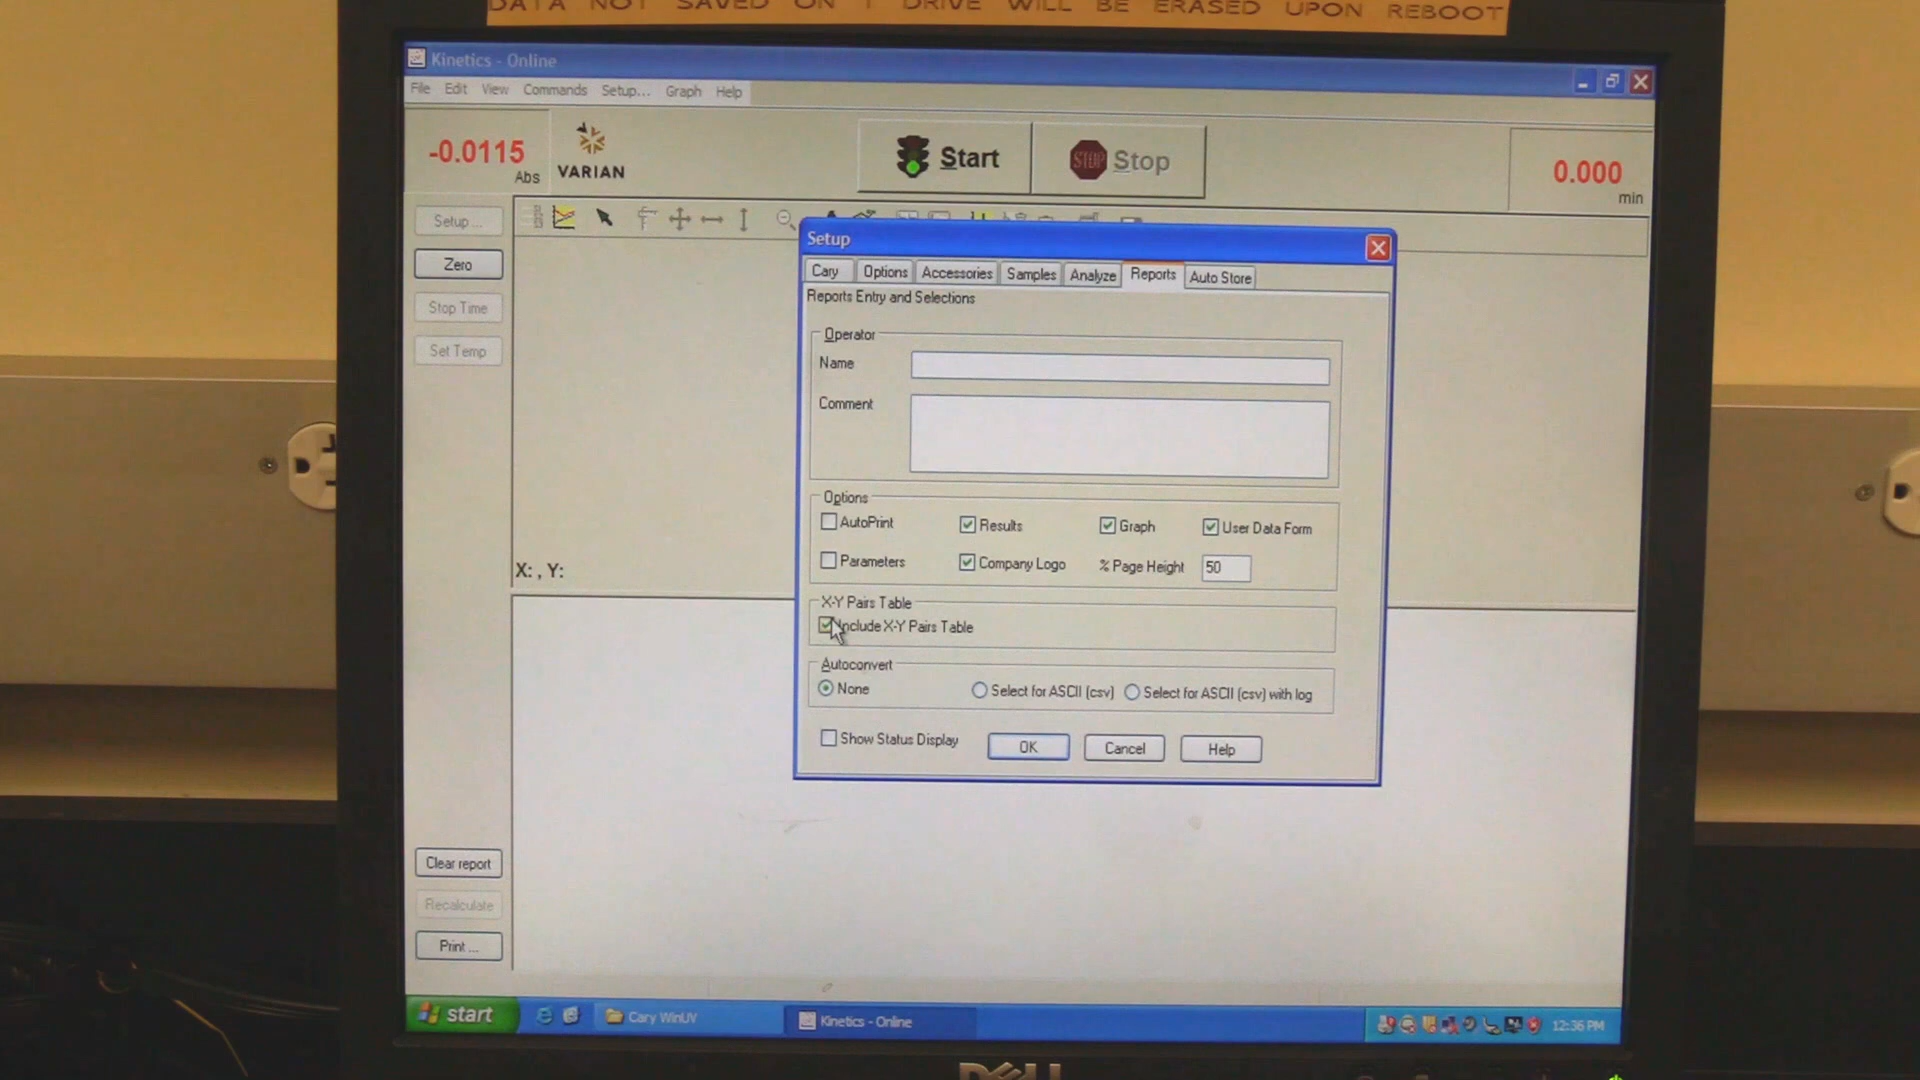 DATA NOT SAVED ON T DRIVE WILL BE ERASED UPON REBOOT
Kinetics - Online
File Edit View Commands Setup... Graph Help
-0.0115
Abs
VARIAN
Start
STOP Stop
0.000
min
Setup ...
Zero
Stop Time
Set Temp
Setup
Cary Options Accessories Samples Analyze Reports Auto Store
Reports Entry and Selections
Operator
Name
Comment
Options
AutoPrint Results Graph User Data Form
Parameters Company Logo % Page Height 50
X-Y Pairs Table
Include X-Y Pairs Table
Autoconvert
None Select for ASCII (csv) Select for ASCII (csv) with log
Show Status Display OK Cancel Help
X: , Y:
Clear report
Recalculate
Print ...
start Cary WinUV Kinetics - Online 12:36 PM
DELL